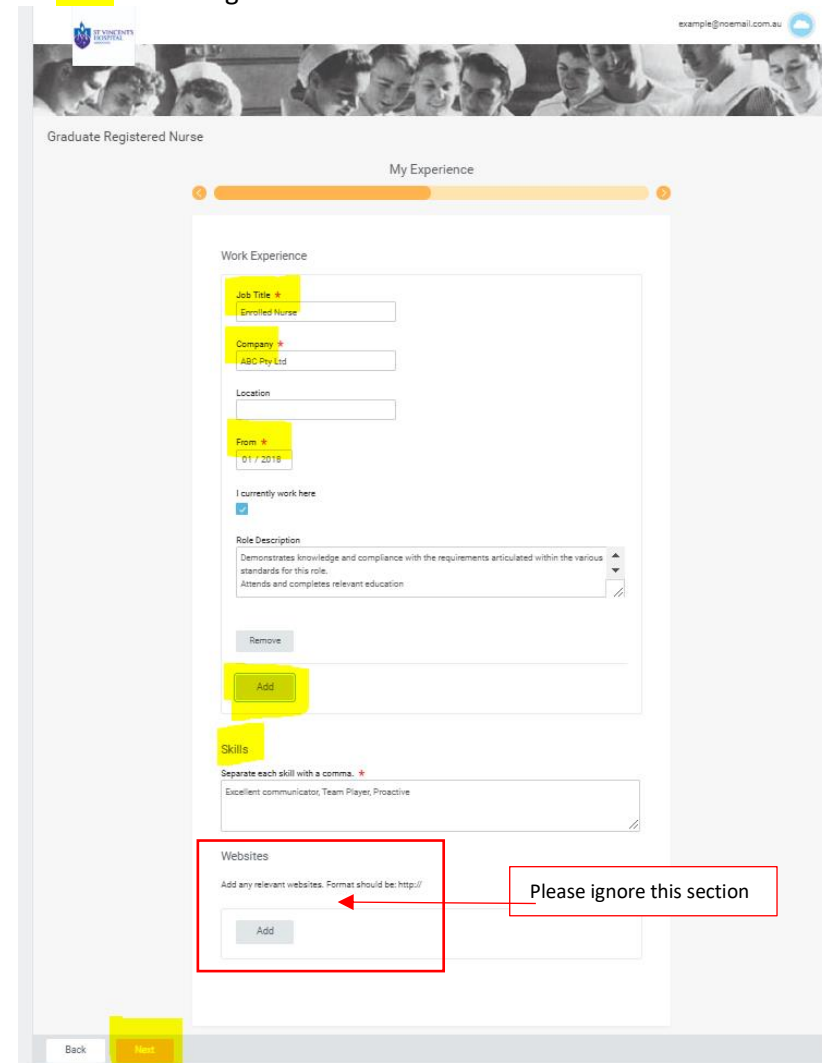 ST VINCENTS
HOSPITAL
example@noemail.com.au
Graduate Registered Nurse
My Experience
Work Experience
Job Title *
Enrolled Nurse
Company *
ABC Pty Ltd
Location
From *
01 / 2018
I currently work here
Role Description
Demonstrates knowledge and compliance with the requirements articulated within the various
standards for this role.
Attends and completes relevant education
Remove
Add
Skills
Separate each skill with a comma. *
Excellent communicator, Team Player, Proactive
Websites
Add any relevant websites. Format should be: http://
Please ignore this section
Add
Back
Next